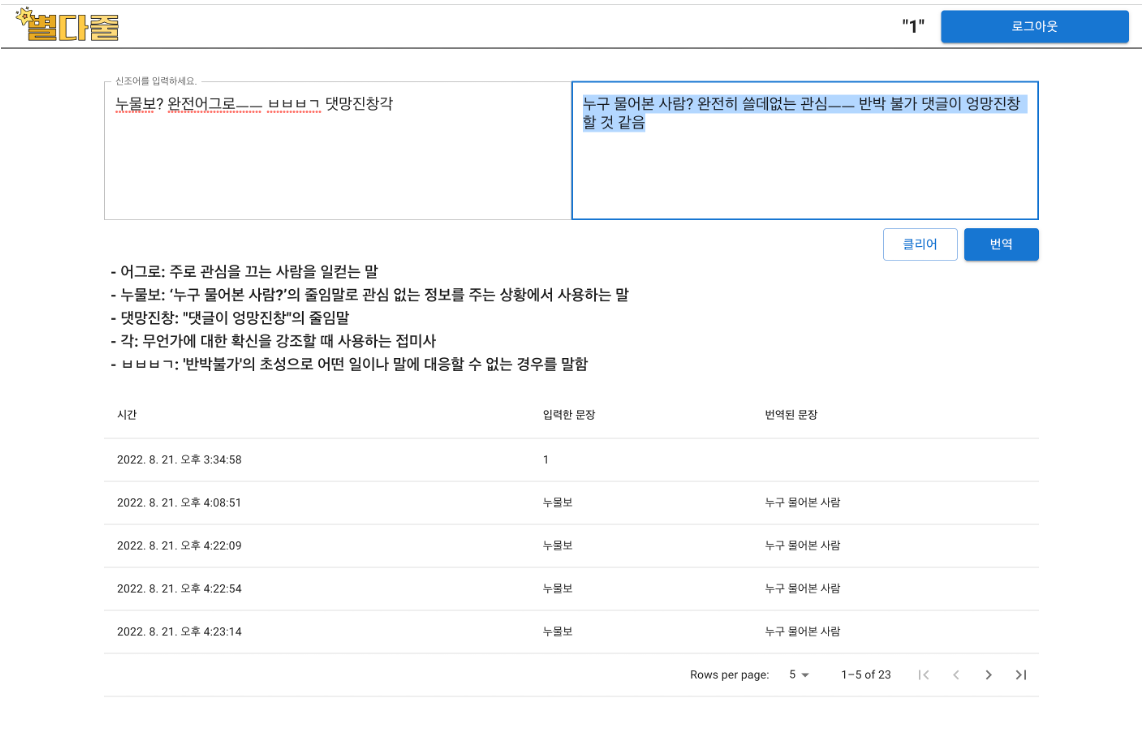 별다줄
"1"
로그아웃
신조어를 입력하세요.
누물보? 완전어그로ㅡㅡ ㅂㅂㅂㄱ 댓망진창각
누구 물어본 사람? 완전히 쓸데없는 관심ㅡㅡ 반박 불가 댓글이 엉망진창
할 것 같음
클리어
번역
- 어그로: 주로 관심을 끄는 사람을 일컫는 말
- 누물보: ‘누구 물어본 사람?’의 줄임말로 관심 없는 정보를 주는 상황에서 사용하는 말
- 댓망진창: "댓글이 엉망진창"의 줄임말
- 각: 무언가에 대한 확신을 강조할 때 사용하는 접미사
- ㅂㅂㅂㄱ: '반박불가'의 초성으로 어떤 일이나 말에 대응할 수 없는 경우를 말함
시간 입력한 문장 번역된 문장
2022. 8. 21. 오후 3:34:58 1
2022. 8. 21. 오후 4:08:51 누물보 누구 물어본 사람
2022. 8. 21. 오후 4:22:09 누물보 누구 물어본 사람
2022. 8. 21. 오후 4:22:54 누물보 누구 물어본 사람
2022. 8. 21. 오후 4:23:14 누물보 누구 물어본 사람
Rows per page: 5 1–5 of 23